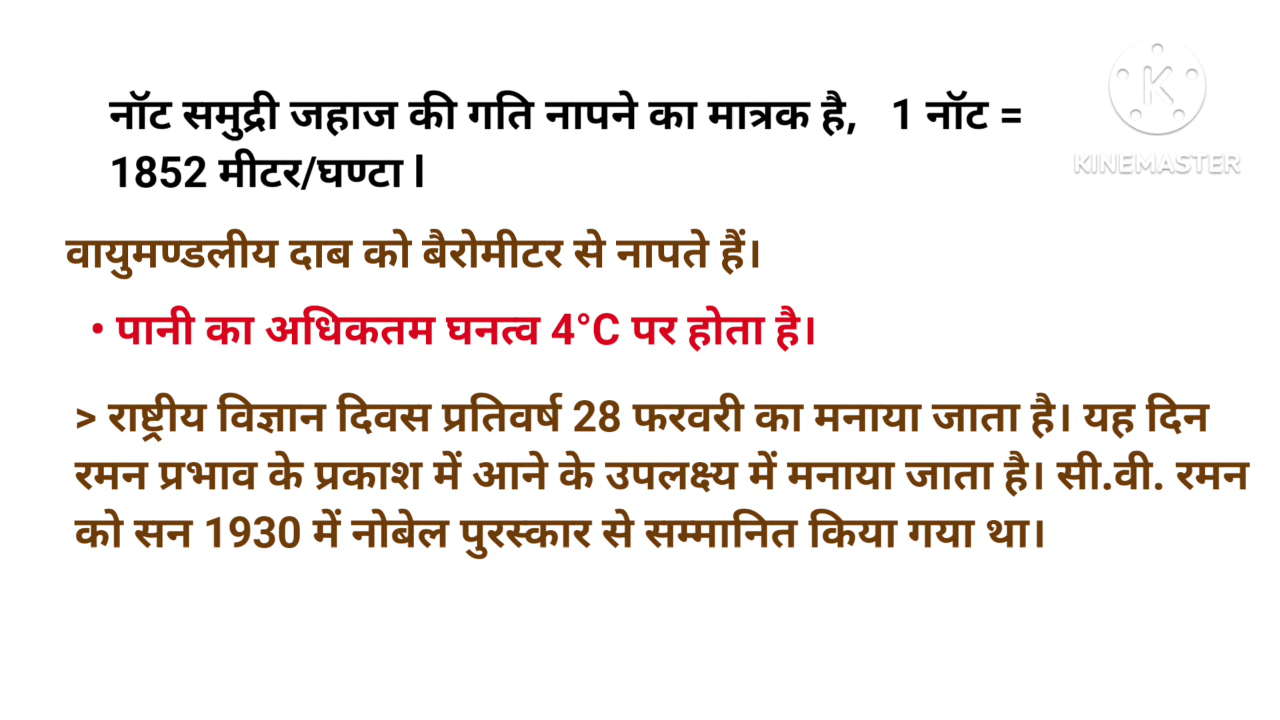 नॉट समुद्री जहाज की गति नापने का मात्रक है, 1 नॉट =
1852 मीटर/घण्टा l
वायुमण्डलीय दाब को बैरोमीटर से नापते हैं।
• पानी का अधिकतम घनत्व 4°C पर होता है।
> राष्ट्रीय विज्ञान दिवस प्रतिवर्ष 28 फरवरी का मनाया जाता है। यह दिन
रमन प्रभाव के प्रकाश में आने के उपलक्ष्य में मनाया जाता है। सी.वी. रमन
को सन 1930 में नोबेल पुरस्कार से सम्मानित किया गया था।
K
KINEMASTER